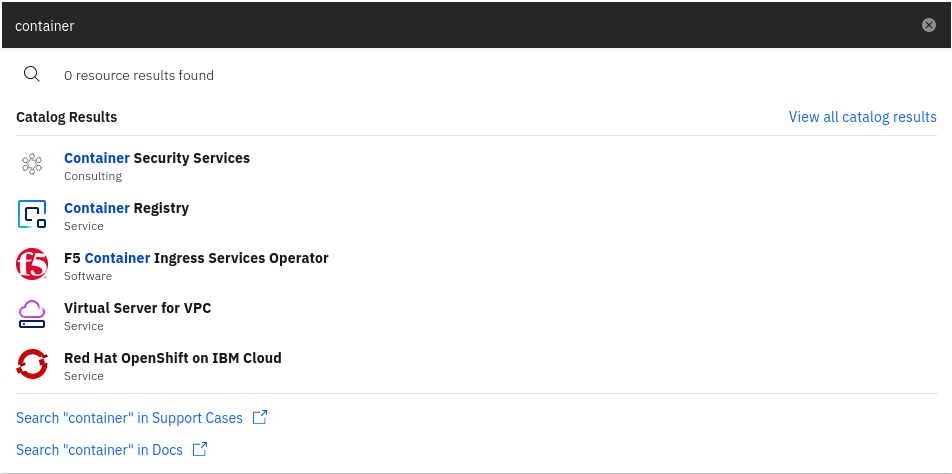 container
0 resource results found
Catalog Results
View all catalog results
Container Security Services
Consulting
Container Registry
Service
f5
F5 Container Ingress Services Operator
Software
Virtual Server for VPC
Service
Red Hat OpenShift on IBM Cloud
Service
Search "container" in Support Cases
Search "container" in Docs